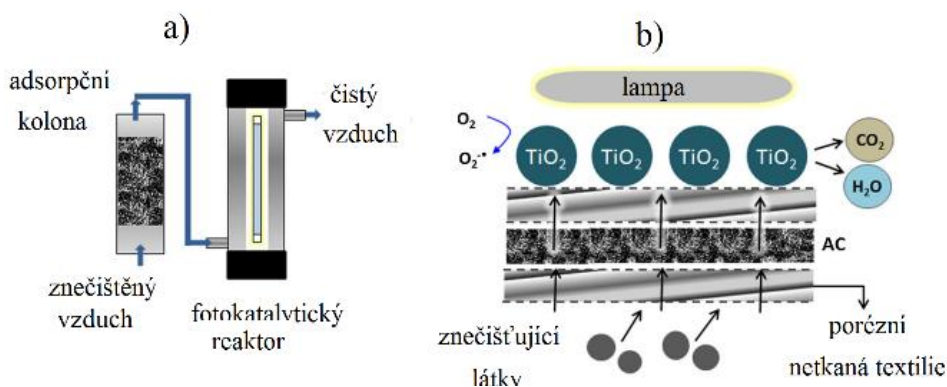 a)
adsorpční
kolona
čistý
vzduch
znečištěný
vzduch
fotokatalytický
reaktor
b)
lampa
O₂
O₂⁻•
TiO₂
TiO₂
TiO₂
TiO₂
CO₂
H₂O
AC
znečišťující
látky
porézní
netkaná textilie